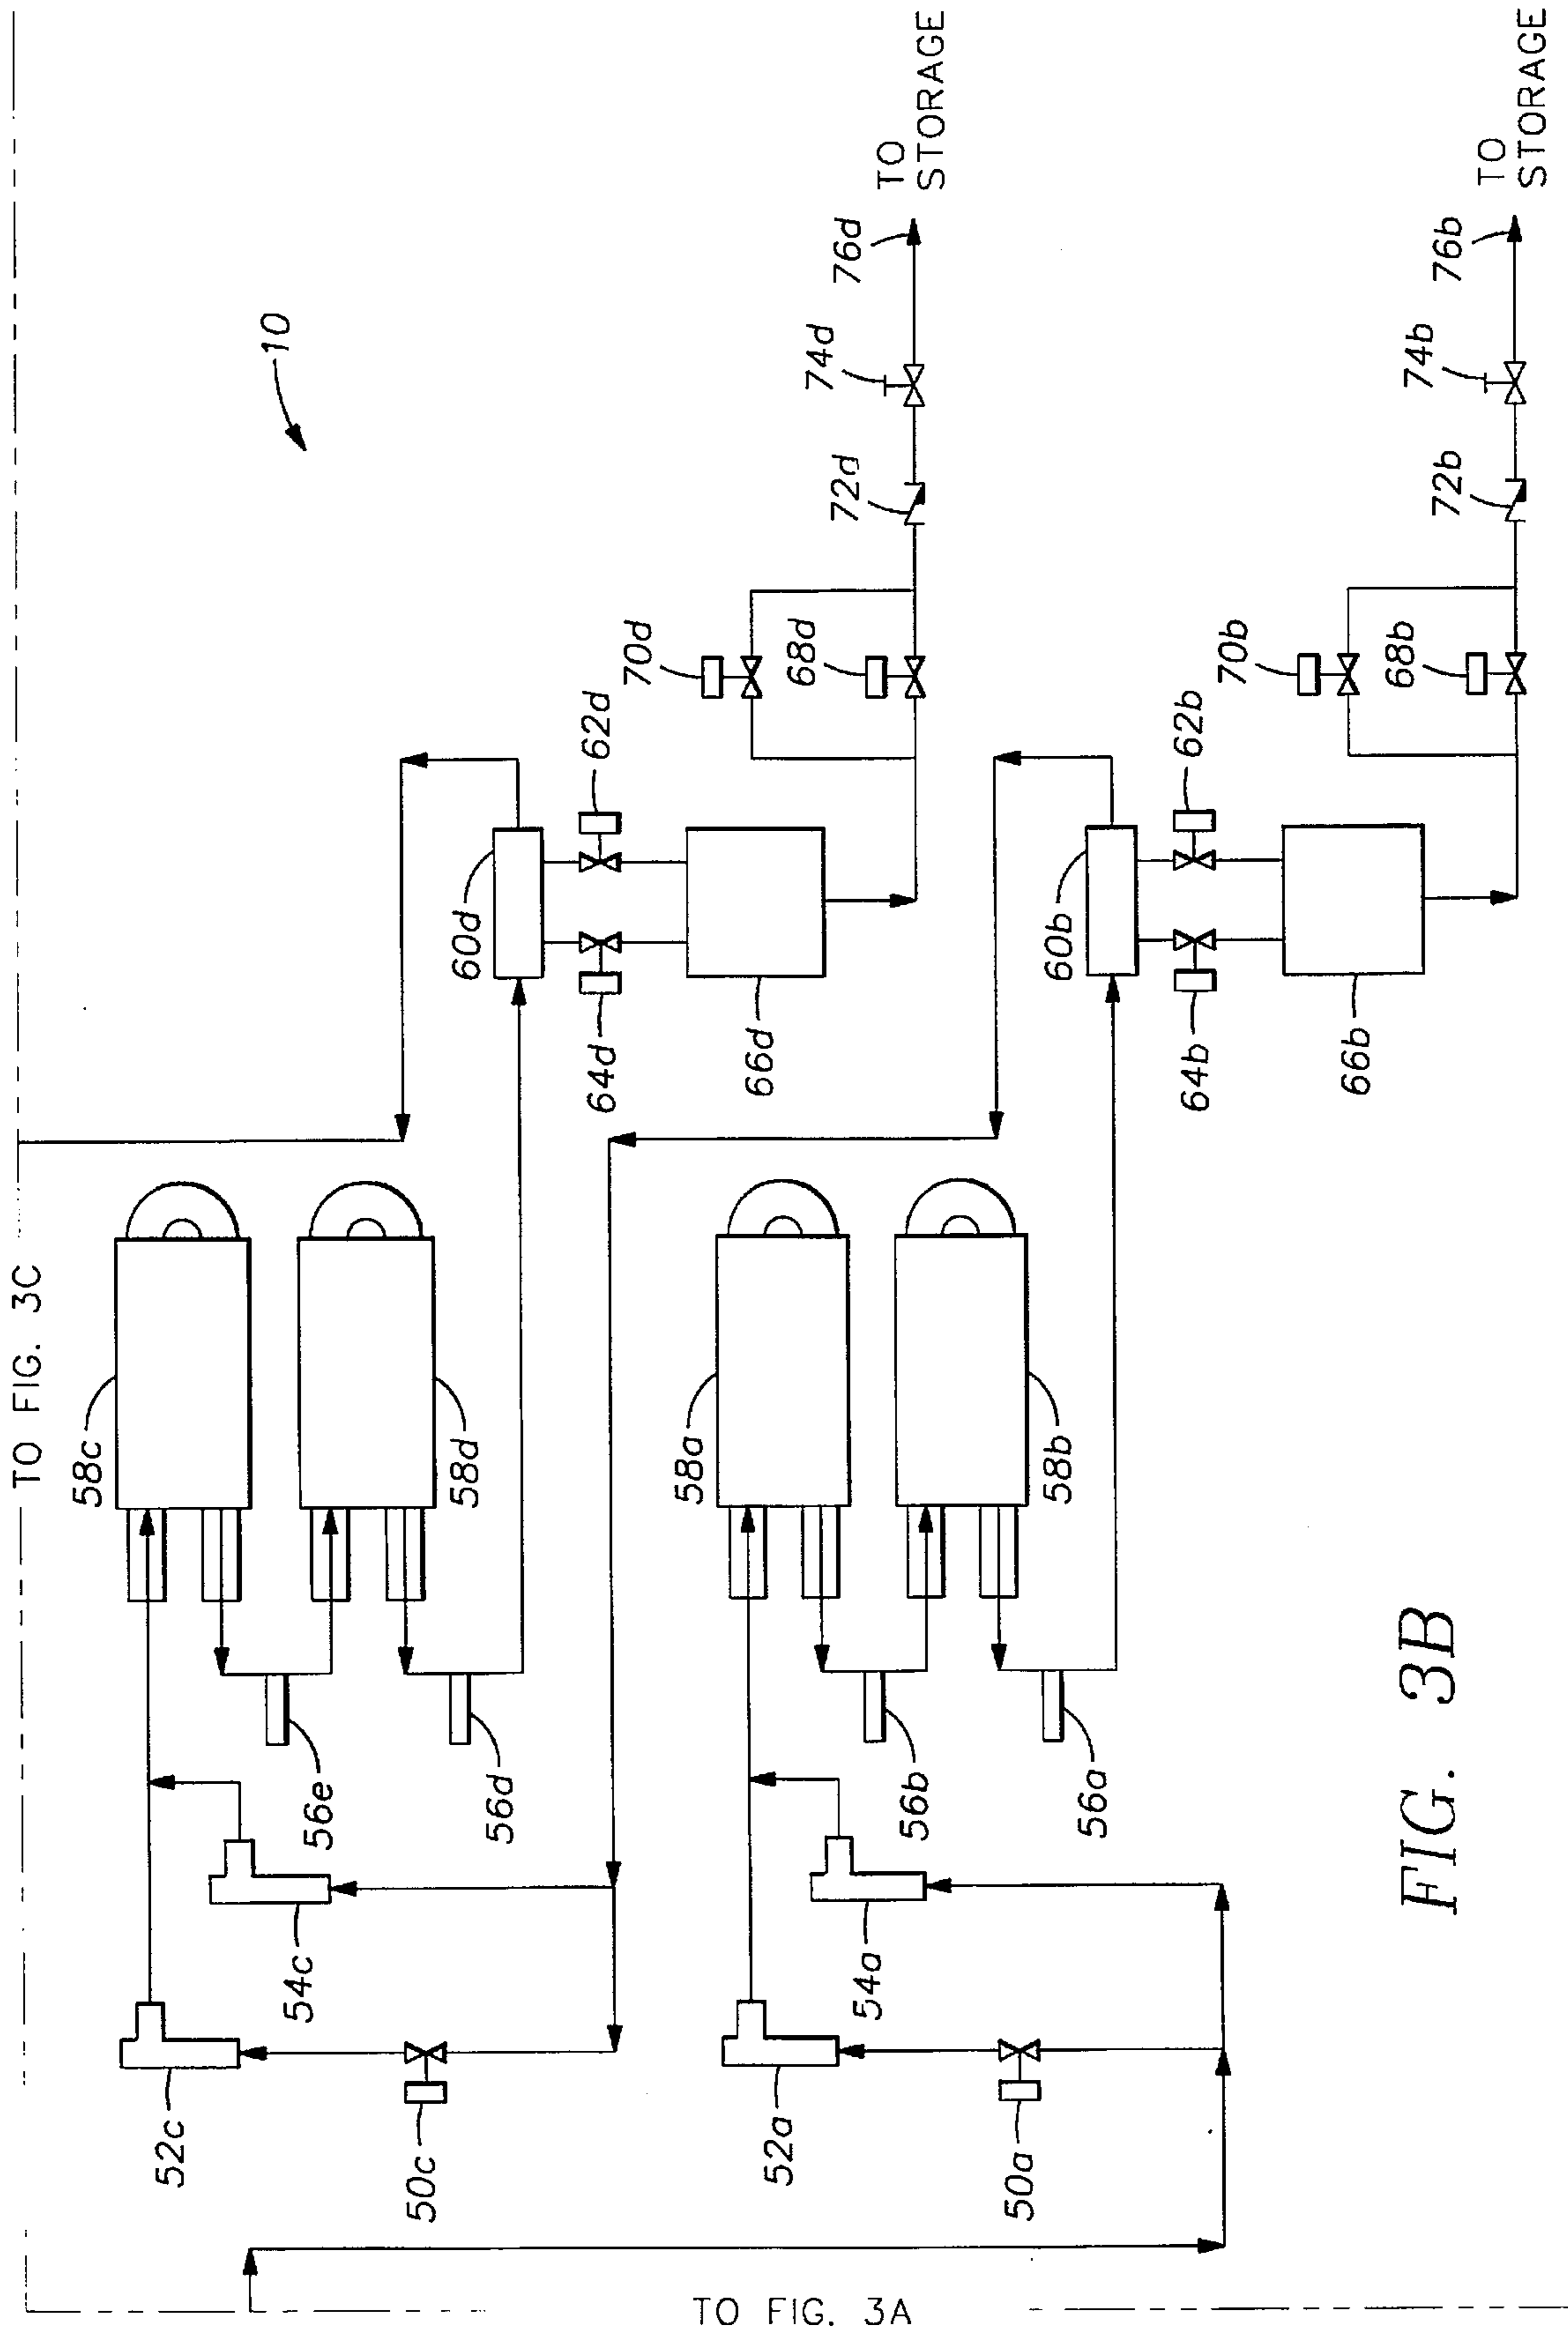 TO FIG. 3C
10
58c
58d
56e
56d
52c
54c
50c
60d
62d
64d
66d
70d
68d
72d
74d
76d
TO
STORAGE
58a
58b
56b
56a
52a
54a
50a
60b
62b
64b
66b
70b
68b
72b
74b
76b
TO
STORAGE
TO FIG. 3A
FIG. 3B